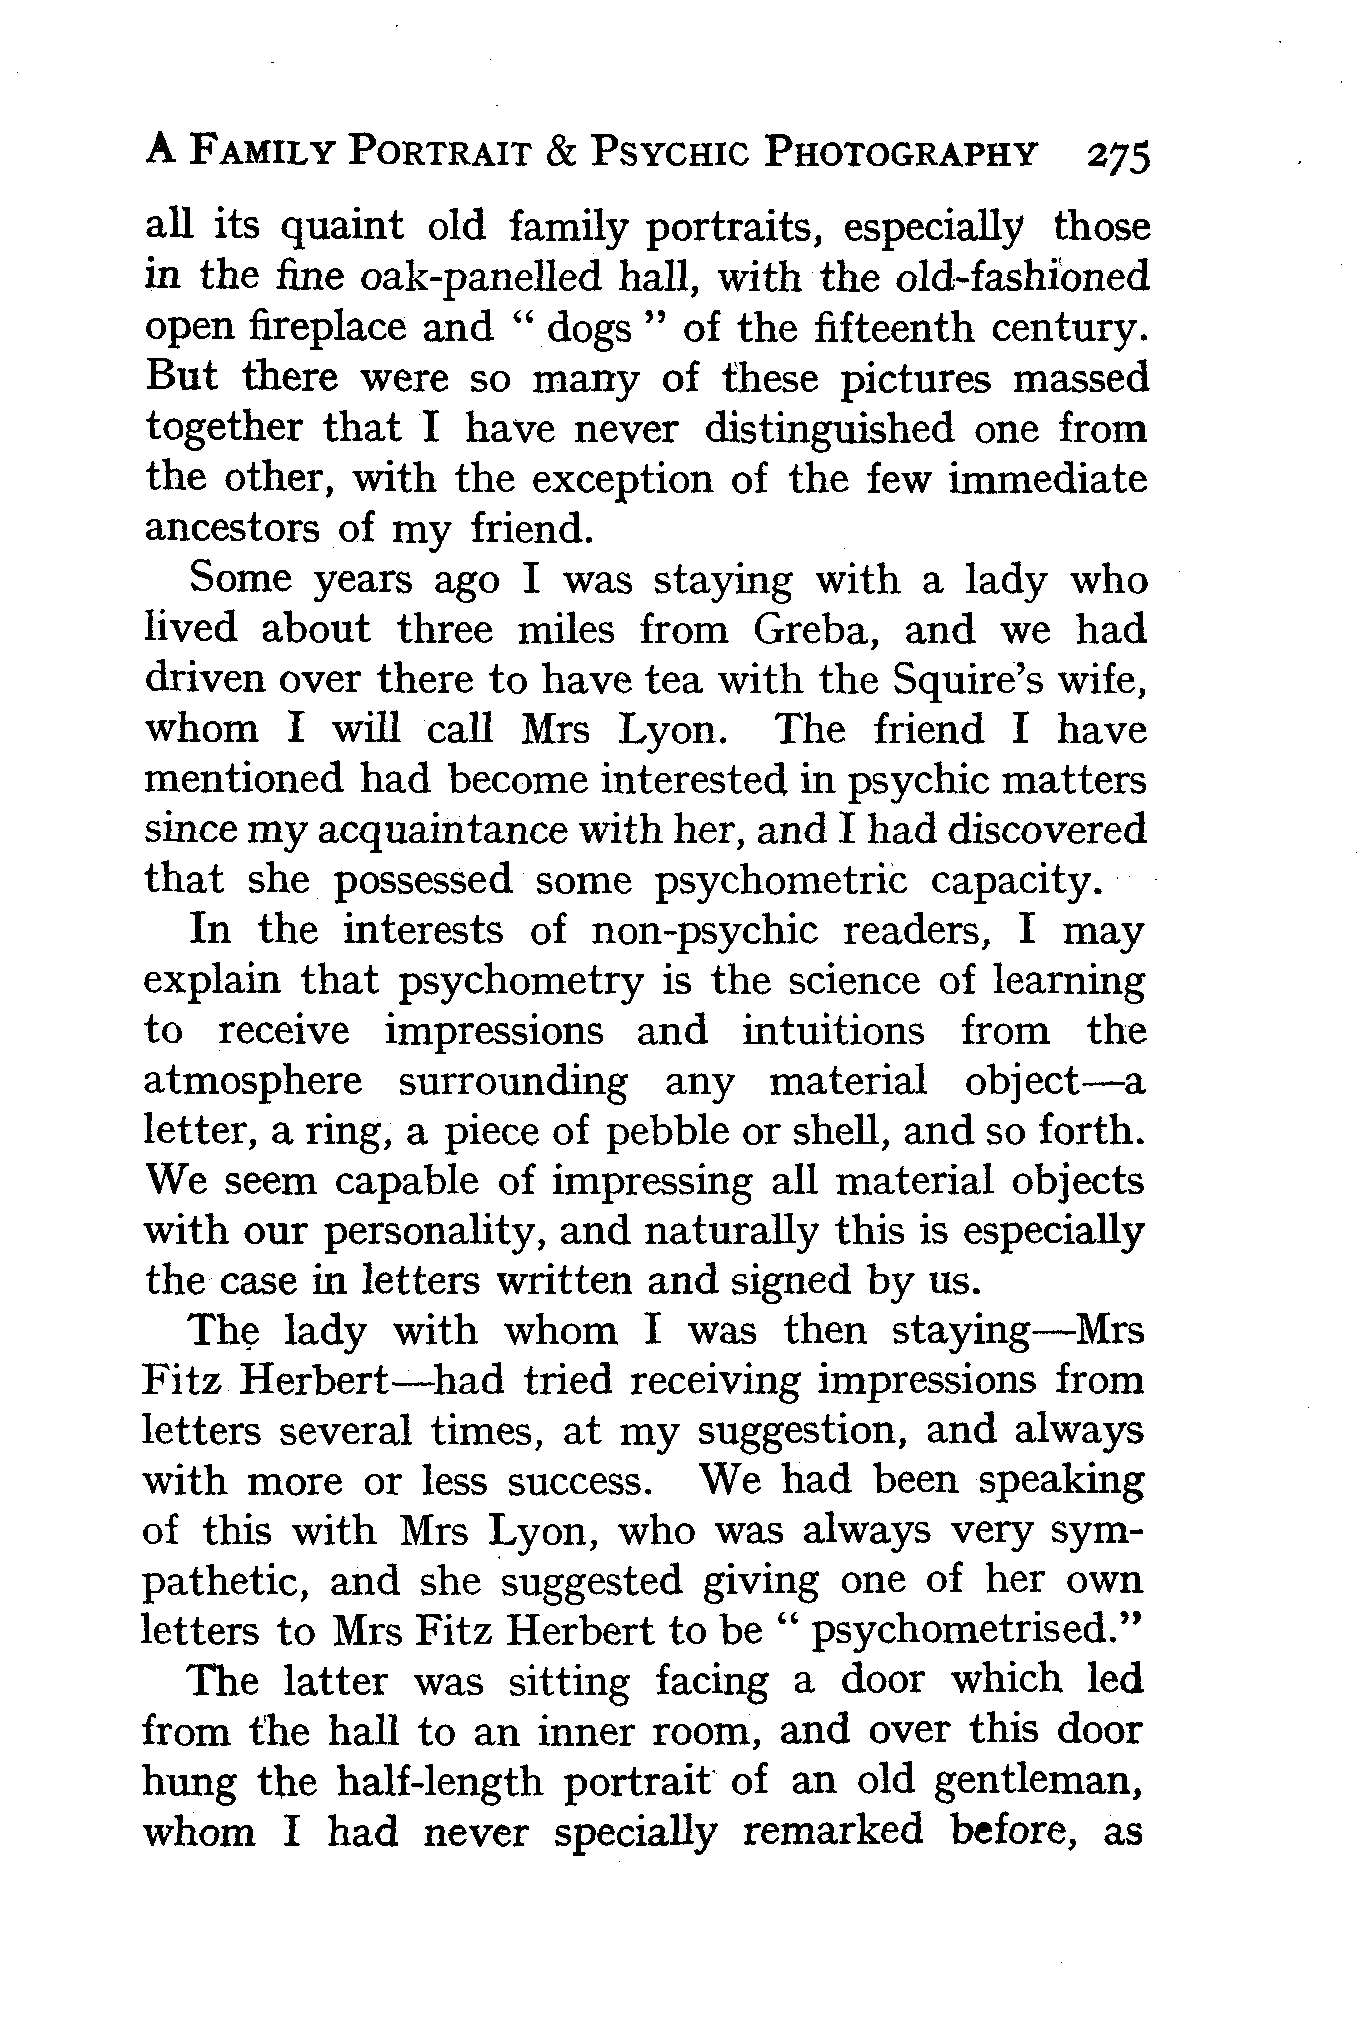 A FAMILY PORTRAIT & PSYCHIC PHOTOGRAPHY 275
all its quaint old family portraits, especially those
in the fine oak-panelled hall, with the old-fashioned
open fireplace and “ dogs ” of the fifteenth century.
But there were so many of these pictures massed
together that I have never distinguished one from
the other, with the exception of the few immediate
ancestors of my friend.
Some years ago I was staying with a lady who
lived about three miles from Greba, and we had
driven over there to have tea with the Squire’s wife,
whom I will call Mrs Lyon. The friend I have
mentioned had become interested in psychic matters
since my acquaintance with her, and I had discovered
that she possessed some psychometric capacity.
In the interests of non-psychic readers, I may
explain that psychometry is the science of learning
to receive impressions and intuitions from the
atmosphere surrounding any material object—a
letter, a ring, a piece of pebble or shell, and so forth.
We seem capable of impressing all material objects
with our personality, and naturally this is especially
the case in letters written and signed by us.
The lady with whom I was then staying—Mrs
Fitz Herbert—had tried receiving impressions from
letters several times, at my suggestion, and always
with more or less success. We had been speaking
of this with Mrs Lyon, who was always very sym-
pathetic, and she suggested giving one of her own
letters to Mrs Fitz Herbert to be “ psychometrised.”
The latter was sitting facing a door which led
from the hall to an inner room, and over this door
hung the half-length portrait of an old gentleman,
whom I had never specially remarked before, as